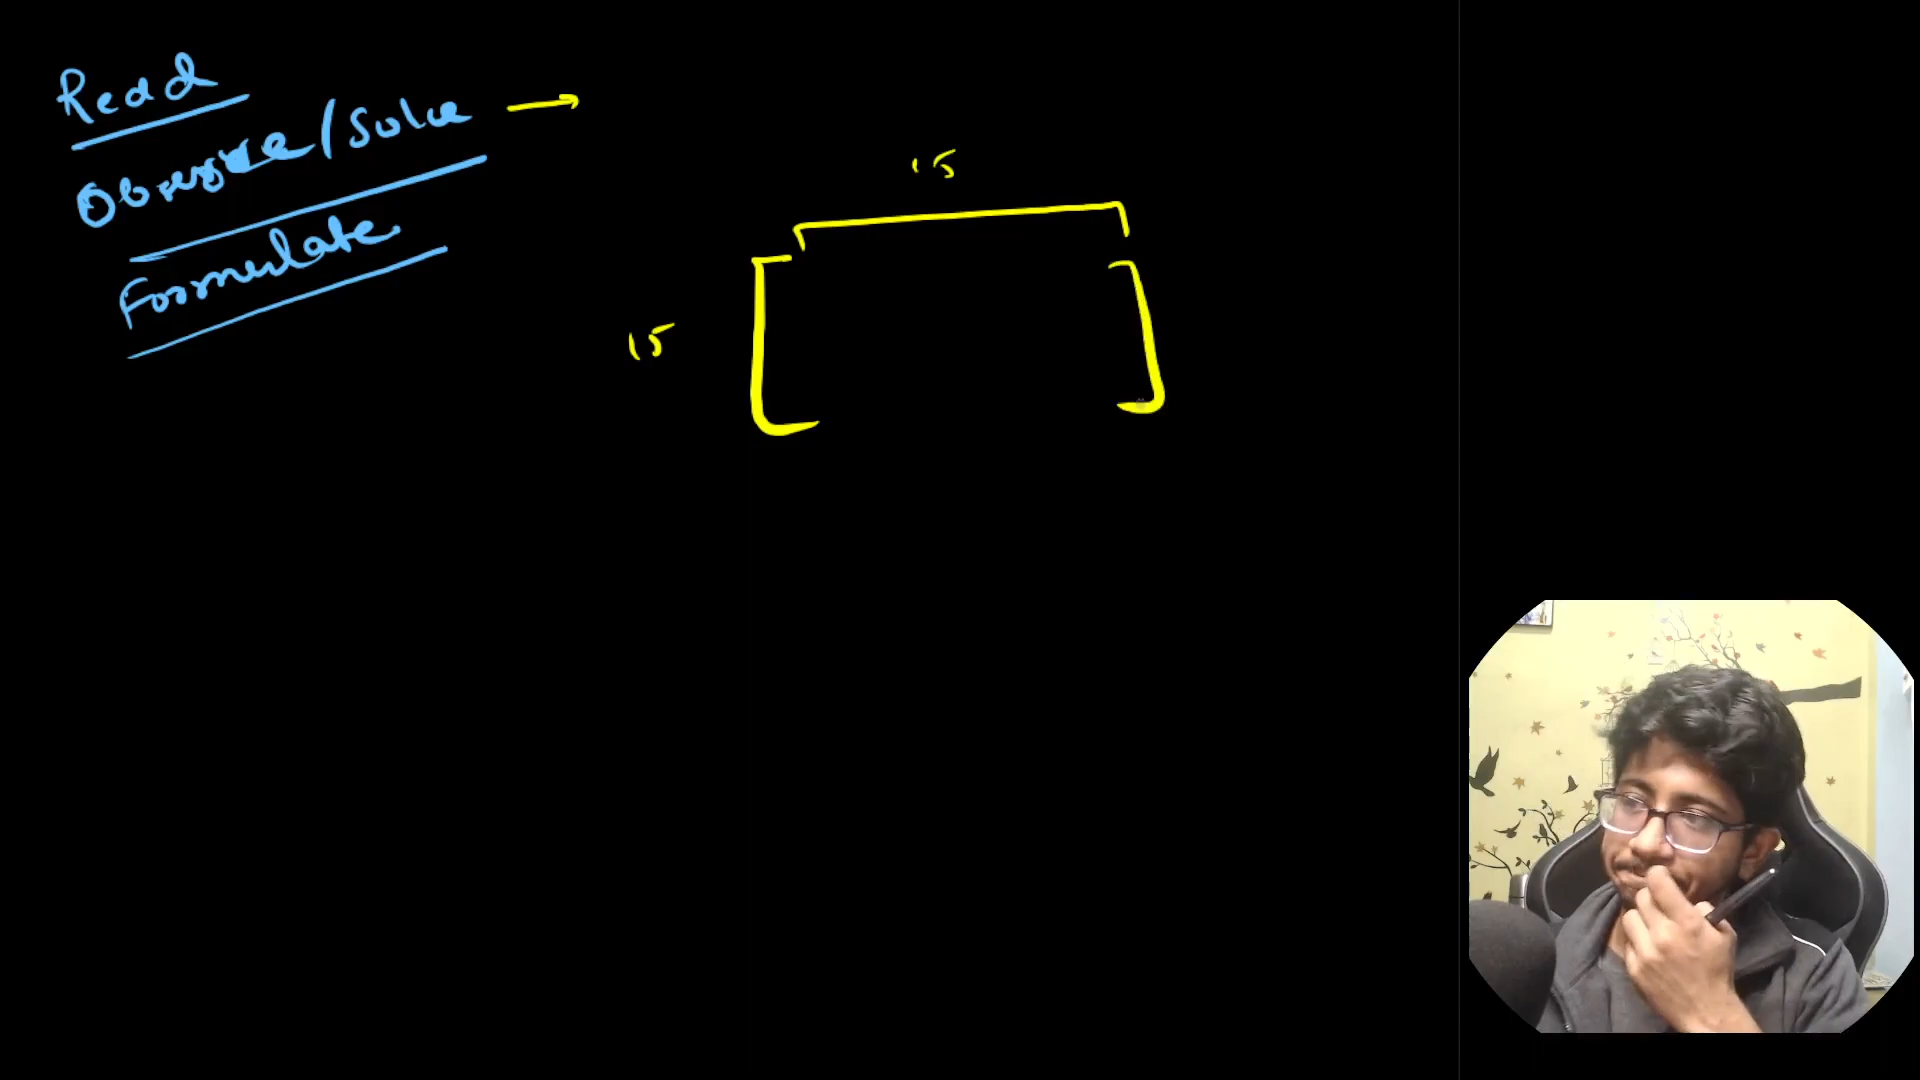 Read
Observe/Solve →
Formulate
15
15